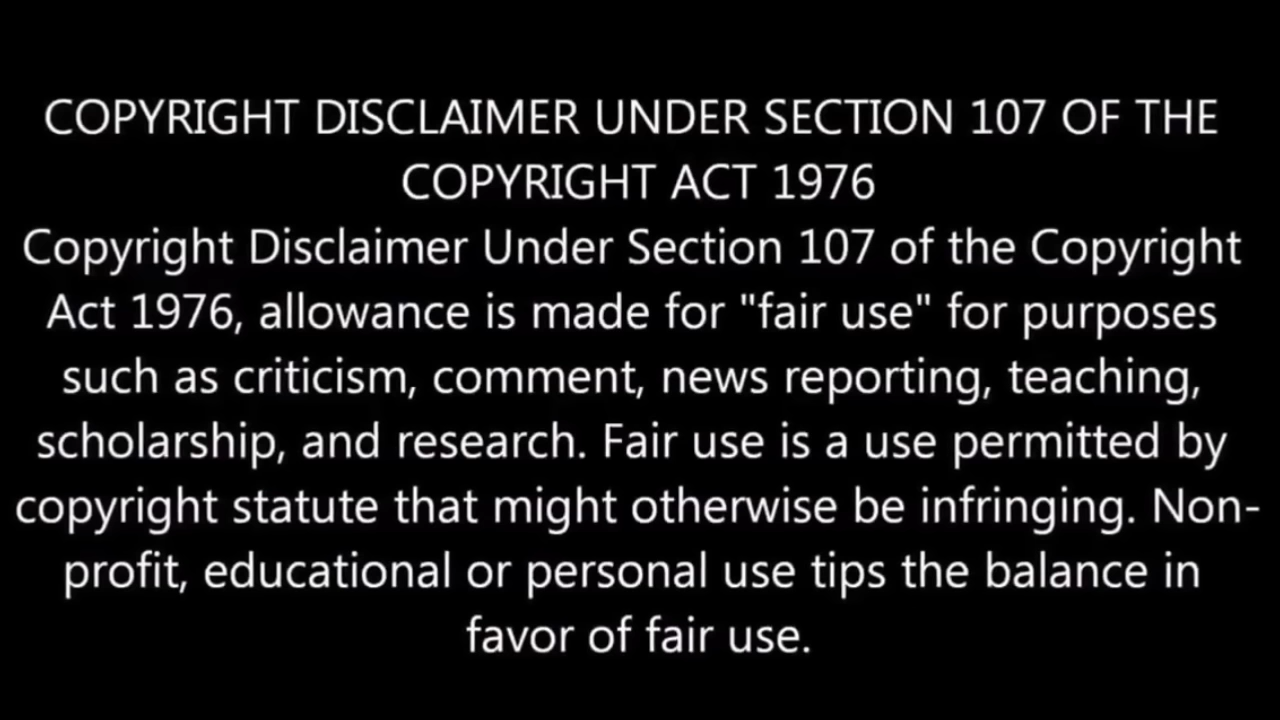 COPYRIGHT DISCLAIMER UNDER SECTION 107 OF THE
COPYRIGHT ACT 1976
Copyright Disclaimer Under Section 107 of the Copyright
Act 1976, allowance is made for "fair use" for purposes
such as criticism, comment, news reporting, teaching,
scholarship, and research. Fair use is a use permitted by
copyright statute that might otherwise be infringing. Non-
profit, educational or personal use tips the balance in
favor of fair use.